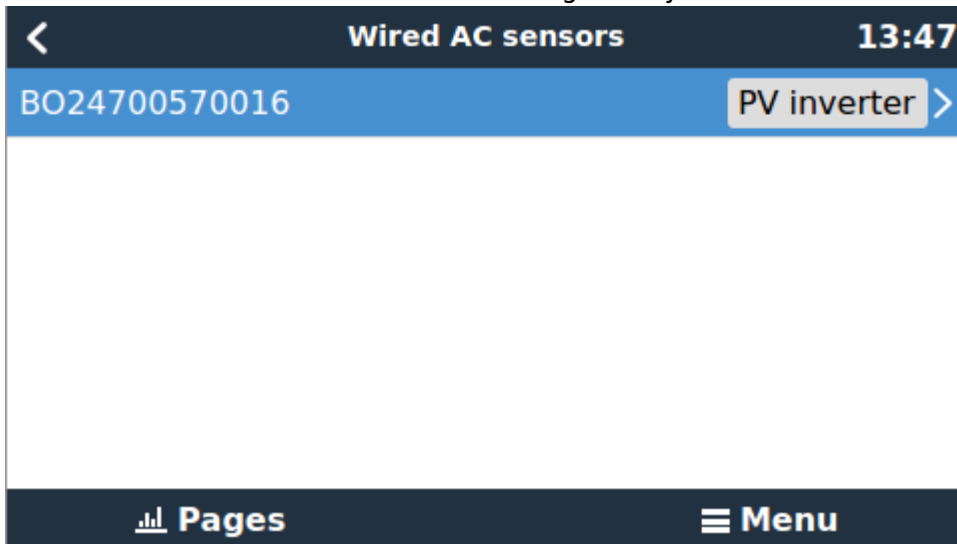 Wired AC sensors 13:47
BO24700570016 PV inverter
Pages Menu